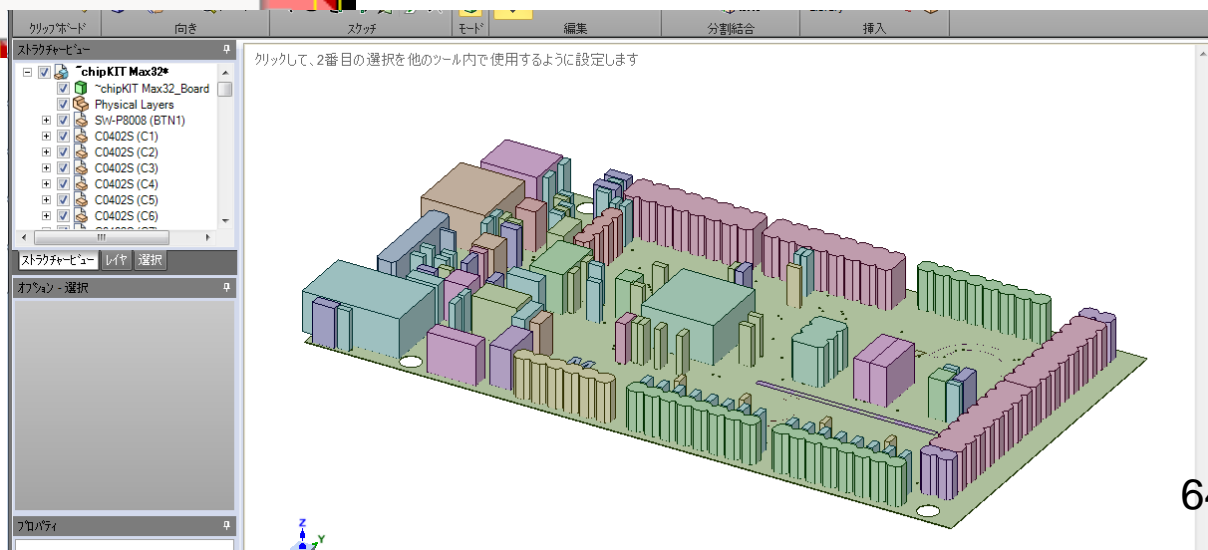 クリップボード 向き スケッチ モード 編集 分割結合 挿入
ストラクチャービュー
~chipKIT Max32*
~chipKIT Max32_Board
Physical Layers
SW-P8008 (BTN1)
C0402S (C1)
C0402S (C2)
C0402S (C3)
C0402S (C4)
C0402S (C5)
C0402S (C6)
ストラクチャービュー レイヤ 選択
オプション - 選択
プロパティ
クリックして、2番目の選択を他のツール内で使用するように設定します
Z
Y
64